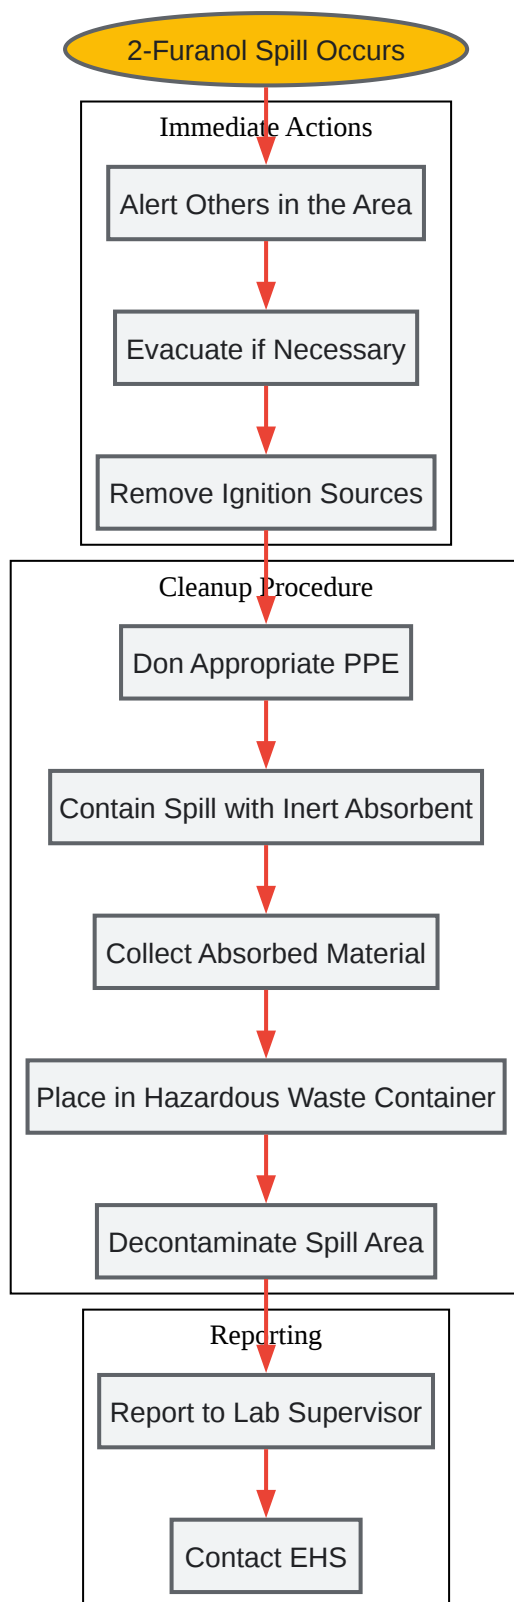 2-Furanol Spill Occurs
Immediate Actions
Alert Others in the Area
Evacuate if Necessary
Remove Ignition Sources
Cleanup Procedure
Don Appropriate PPE
Contain Spill with Inert Absorbent
Collect Absorbed Material
Place in Hazardous Waste Container
Decontaminate Spill Area
Reporting
Report to Lab Supervisor
Contact EHS